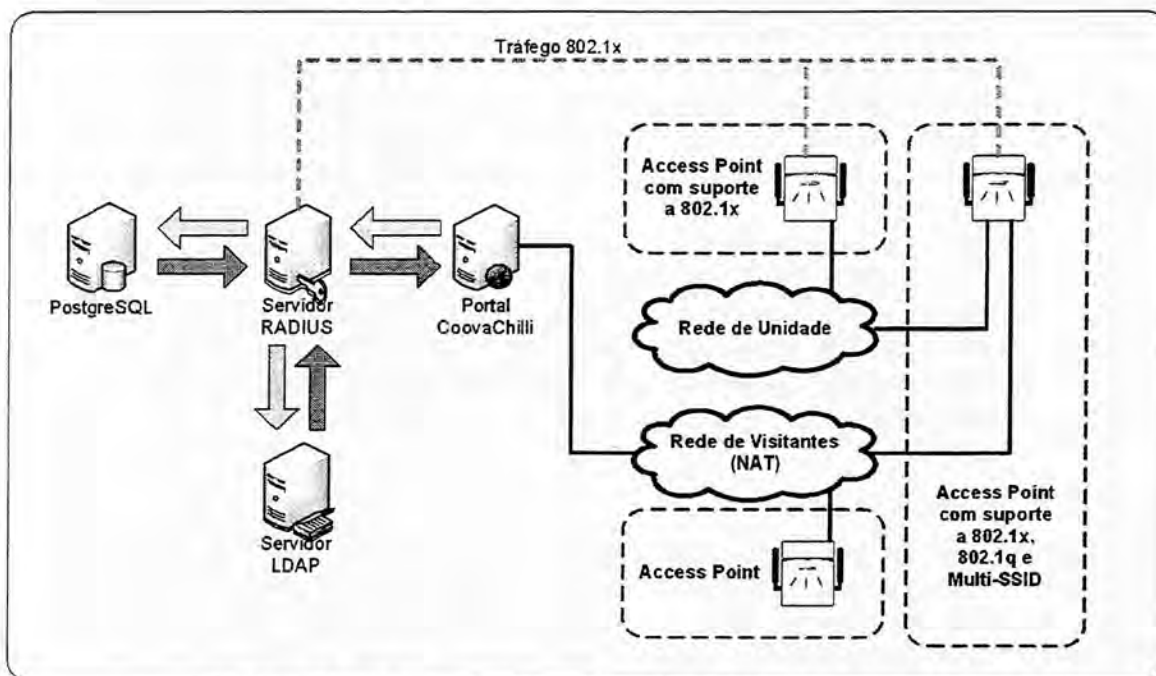 Tráfego 802.1x
Access Point
com suporte
a 802.1x
PostgreSQL
Servidor
RADIUS
Portal
CoovaChilli
Rede de Unidade
Rede de Visitantes
(NAT)
Servidor
LDAP
Access Point
Access Point
com suporte
a 802.1x,
802.1q e
Multi-SSID